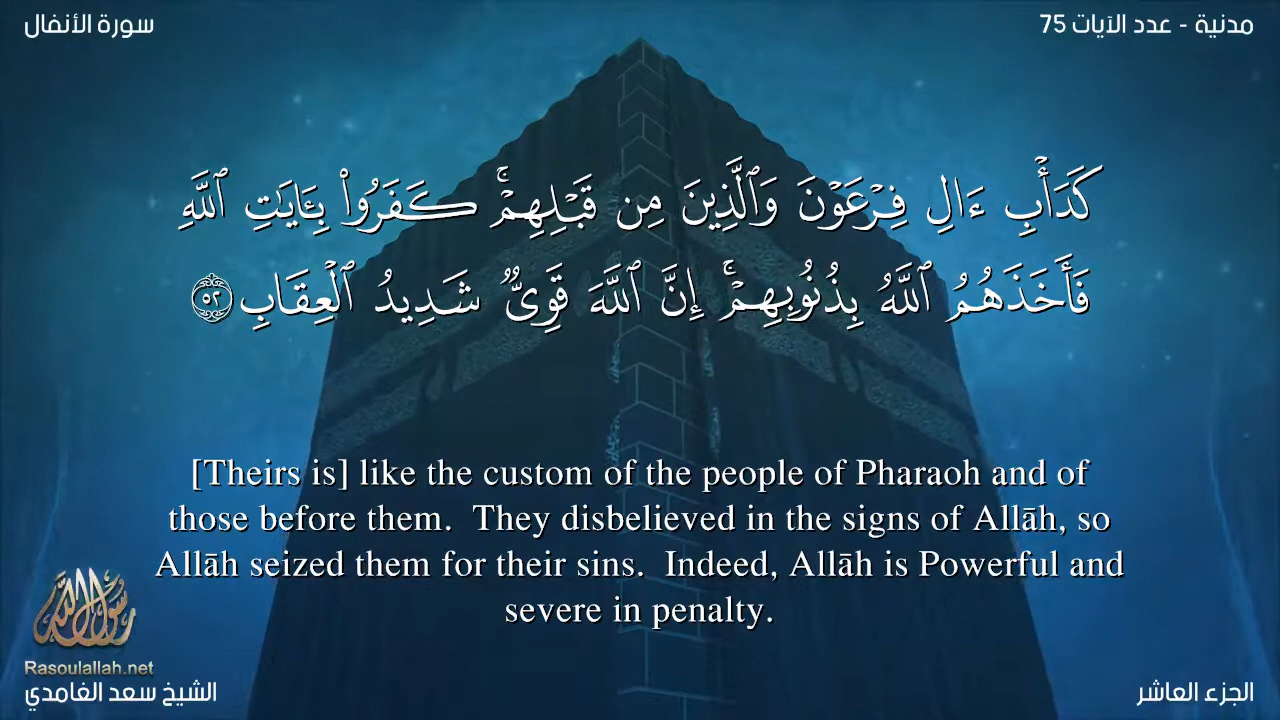 سورة الأنفال
مدنية - عدد الآيات 75
كَدَأْبِ ءَالِ فِرْعَوْنَ وَٱلَّذِينَ مِن قَبْلِهِمْۚ كَفَرُوا۟ بِـَٔايَـٰتِ ٱللَّهِ
فَأَخَذَهُمُ ٱللَّهُ بِذُنُوبِهِمْۚ إِنَّ ٱللَّهَ قَوِىٌّ شَدِيدُ ٱلْعِقَابِ ٥٢
[Theirs is] like the custom of the people of Pharaoh and of
those before them.  They disbelieved in the signs of Allāh, so
Allāh seized them for their sins.  Indeed, Allāh is Powerful and
severe in penalty.
رسول الله
Rasoulallah.net
الشيخ سعد الغامدي
الجزء العاشر